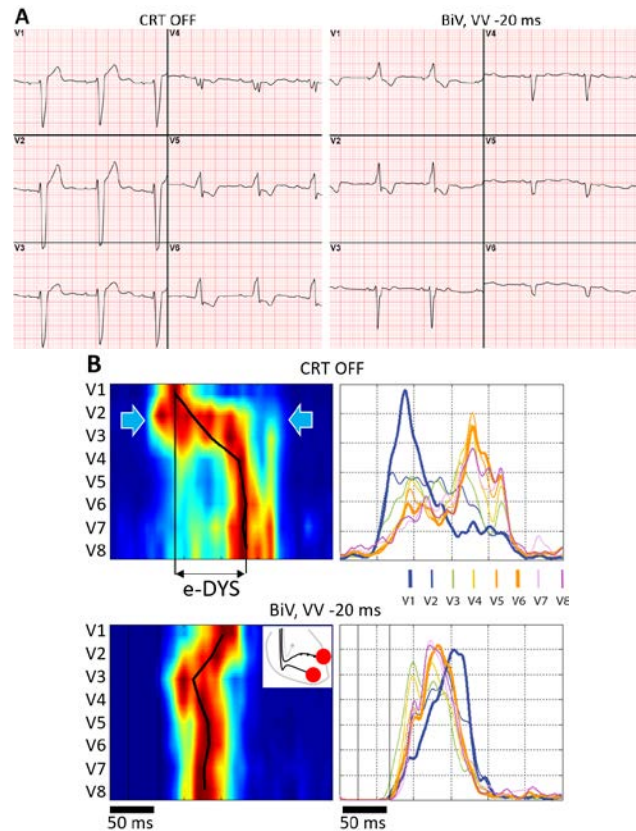 A
CRT OFF
BiV, VV -20 ms
V1
V4
V1
V4
V2
V5
V2
V5
V3
V6
V3
V6
B
CRT OFF
V1
V2
V3
V4
V5
V6
V7
V8
e-DYS
V1 V2 V3 V4 V5 V6 V7 V8
BiV, VV -20 ms
V1
V2
V3
V4
V5
V6
V7
V8
50 ms
50 ms